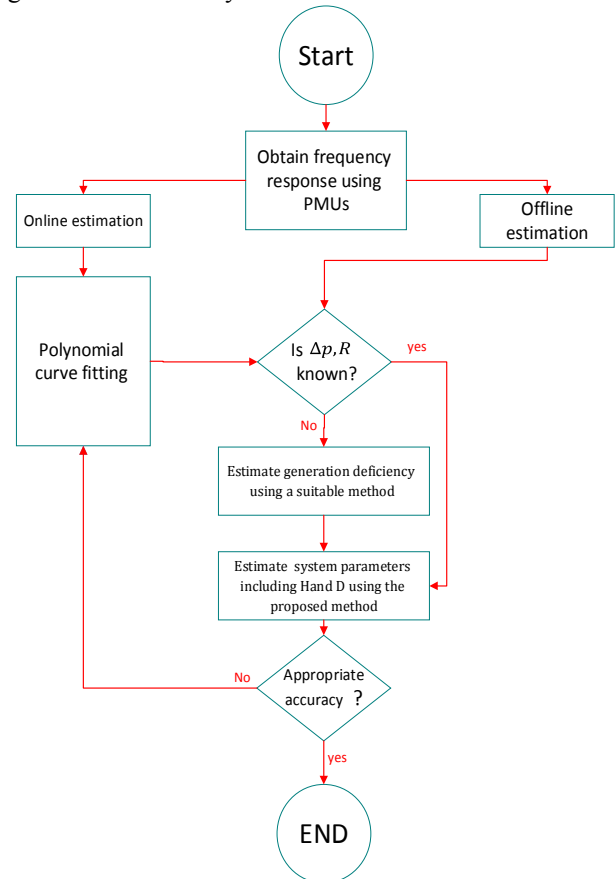 Start
Obtain frequency
response using
PMUs
Online estimation
Offline
estimation
Polynomial
curve fitting
Is Δp,R
known?
yes
No
Estimate generation deficiency
using a suitable method
Estimate system parameters
including Hand D using the
proposed method
No
Appropriate
accuracy ?
yes
END